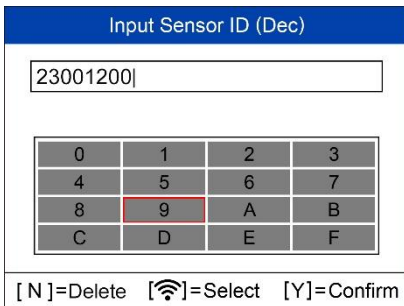 Input Sensor ID (Dec)
23001200
0 1 2 3
4 5 6 7
8 9 A B
C D E F
[ N ]=Delete []=Select [Y]=Confirm